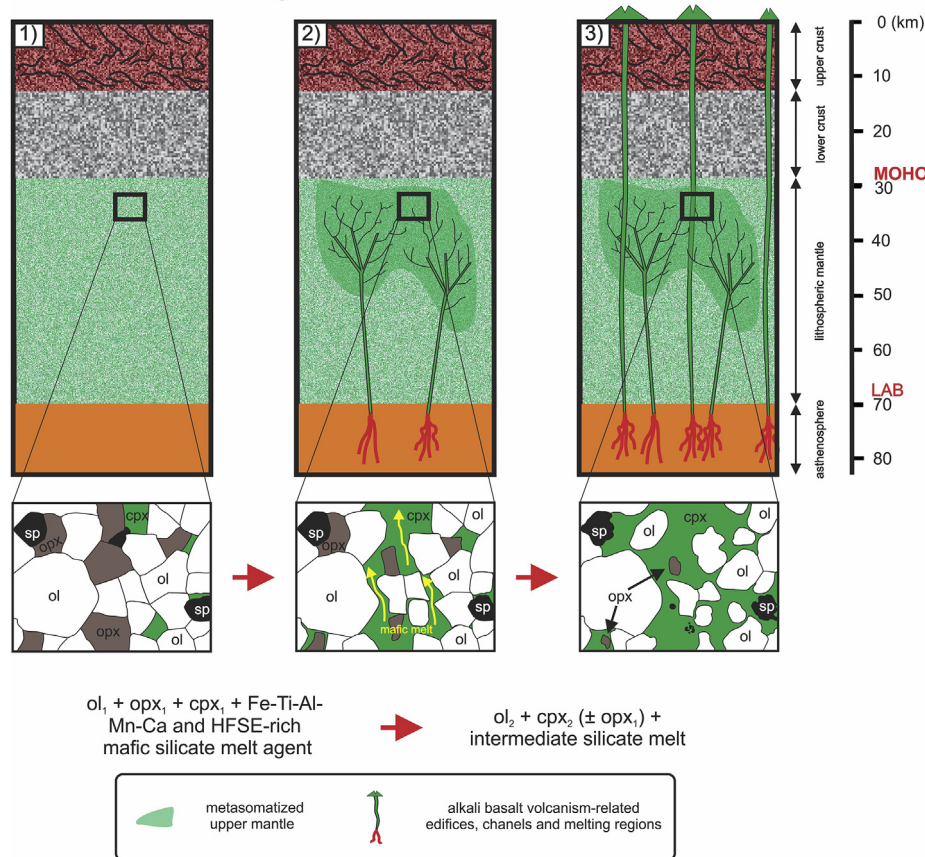 1)
2)
3)
0 (km)
10
20
MOHO
30
40
50
60
LAB
70
80
upper crust
lower crust
lithospheric mantle
asthenosphere
sp
opx
cpx
ol
sp
opx
ol
sp
opx
cpx
ol
ol
ol
sp
mafic melt
ol
sp
ol
cpx
ol
ol
opx
sp
ol
ol₁ + opx₁ + cpx₁ + Fe-Ti-Al-
Mn-Ca and HFSE-rich
mafic silicate melt agent
ol₂ + cpx₂ (± opx₁) +
intermediate silicate melt
metasomatized
upper mantle
alkali basalt volcanism-related
edifices, chanels and melting regions